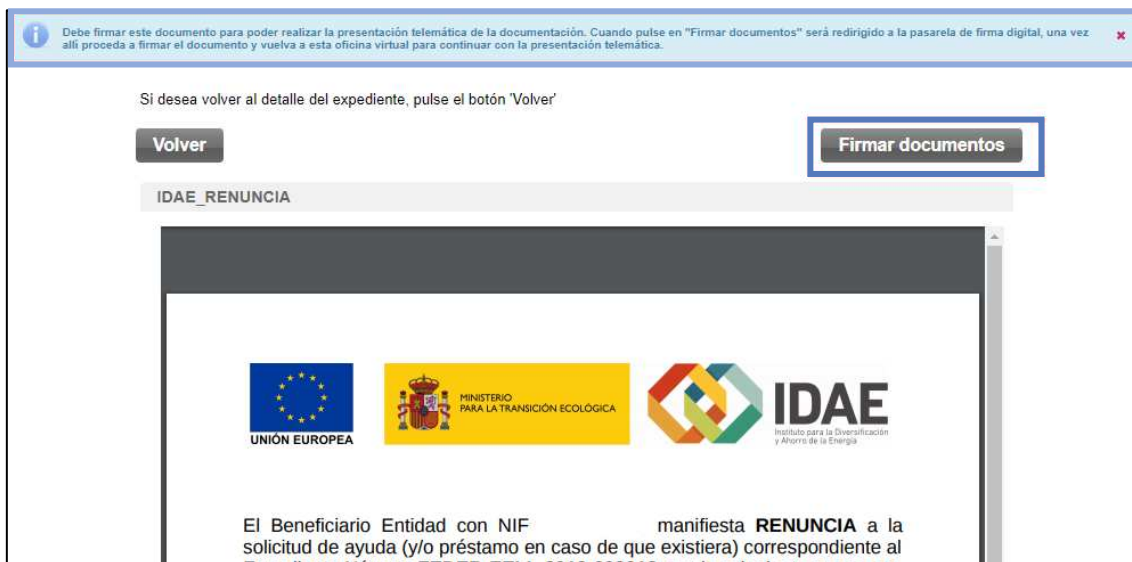 Debe firmar este documento para poder realizar la presentación telemática de la documentación. Cuando pulse en "Firmar documentos" será redirigido a la pasarela de firma digital, una vez
allí proceda a firmar el documento y vuelva a esta oficina virtual para continuar con la presentación telemática.
Si desea volver al detalle del expediente, pulse el botón 'Volver'
Volver
Firmar documentos
IDAE_RENUNCIA
UNIÓN EUROPEA
MINISTERIO
PARA LA TRANSICIÓN ECOLÓGICA
IDAE
Instituto para la Diversificación
y Ahorro de la Energía
El Beneficiario Entidad con NIF manifiesta RENUNCIA a la
solicitud de ayuda (y/o préstamo en caso de que existiera) correspondiente al